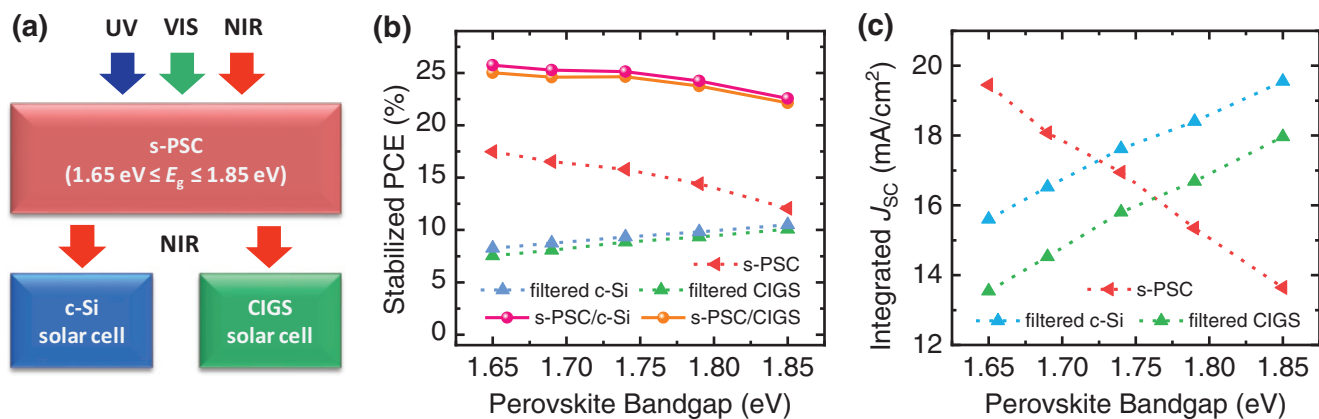 (a)
UV
VIS
NIR
s-PSC
(1.65 eV ≤ Eg ≤ 1.85 eV)
NIR
c-Si
solar cell
CIGS
solar cell
(b)
Stabilized PCE (%)
30
25
20
15
10
5
0
s-PSC
filtered c-Si
filtered CIGS
s-PSC/c-Si
s-PSC/CIGS
1.65
1.70
1.75
1.80
1.85
Perovskite Bandgap (eV)
(c)
Integrated JSC (mA/cm²)
20
18
16
14
12
s-PSC
filtered c-Si
filtered CIGS
1.65
1.70
1.75
1.80
1.85
Perovskite Bandgap (eV)